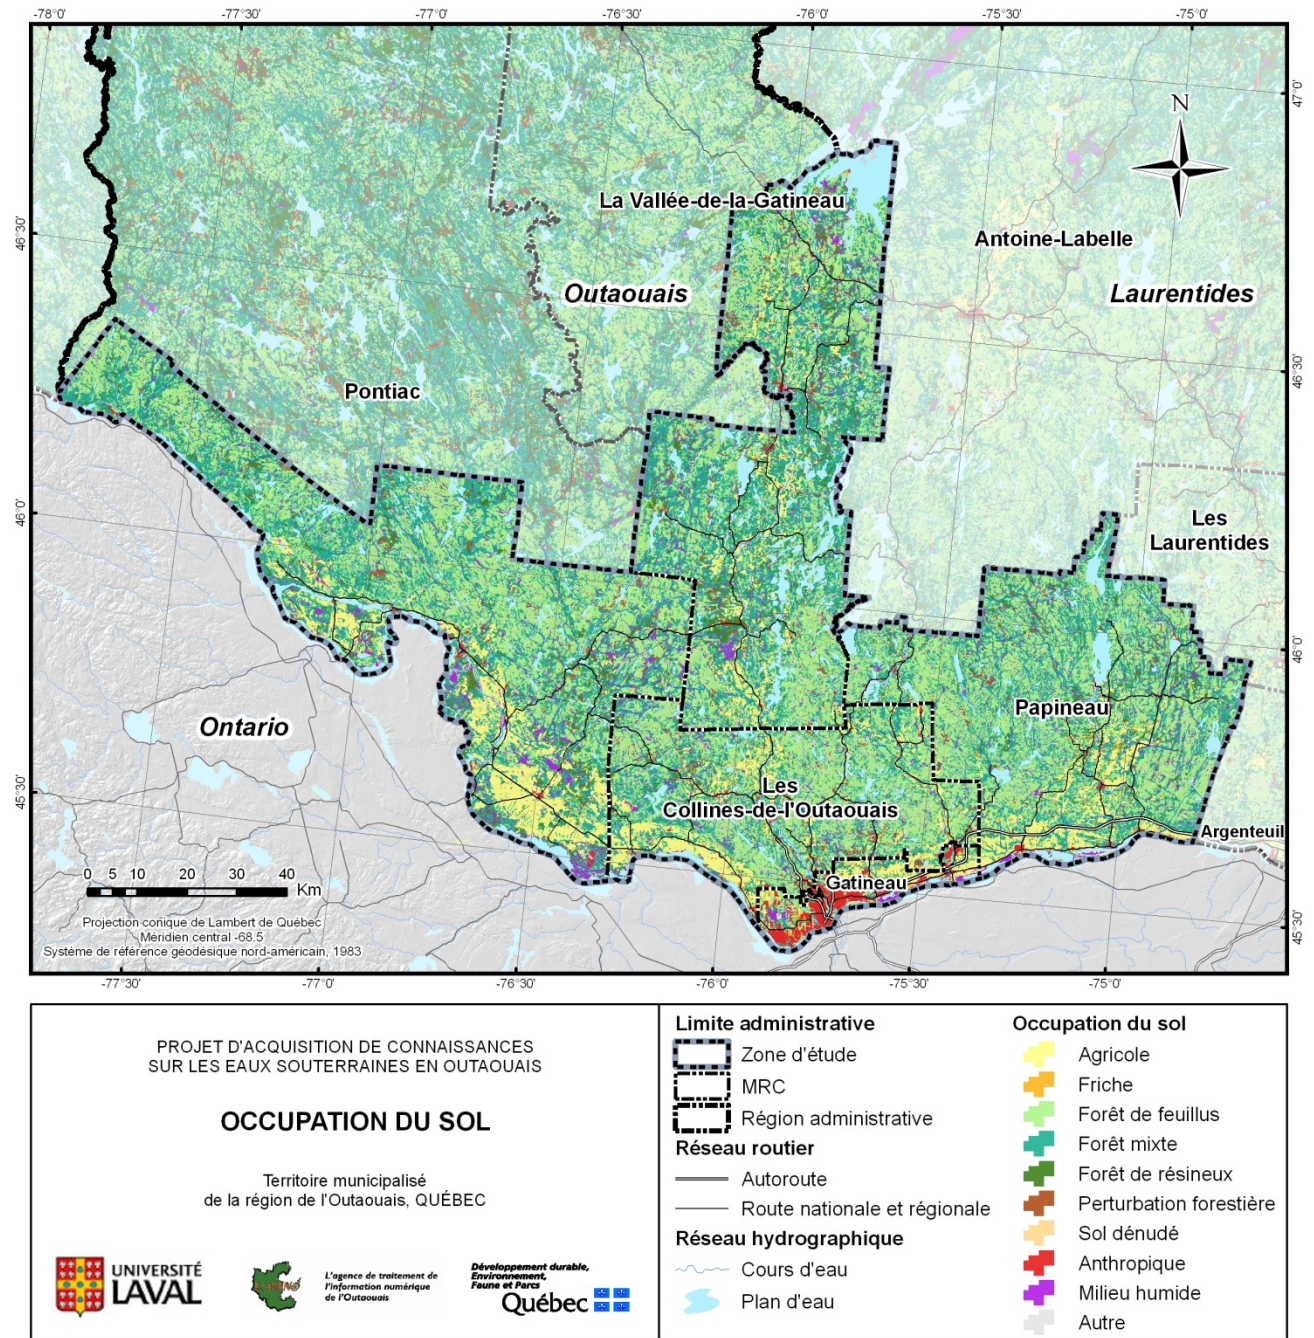 -78°0'
-77°30'
-77°0'
-76°30'
-76°0'
-75°30'
-75°0'
47°0'
N
La Vallée-de-la-Gatineau
46°30'
Antoine-Labelle
Outaouais
Laurentides
46°30'
Pontiac
46°0'
Les
Laurentides
46°0'
Papineau
Ontario
45°30'
Les
Collines-de-l'Outaouais
Argenteuil
Gatineau
0 5 10 20 30 40
Km
45°30'
Projection conique de Lambert de Québec
Méridien central -68.5
Système de référence géodésique nord-américain, 1983
-77°30'
-77°0'
-76°30'
-76°0'
-75°30'
-75°0'
PROJET D'ACQUISITION DE CONNAISSANCES
SUR LES EAUX SOUTERRAINES EN OUTAOUAIS
OCCUPATION DU SOL
Territoire municipalisé
de la région de l'Outaouais, QUÉBEC
UNIVERSITÉ
LAVAL
L'agence de traitement de
l'information numérique
de l'Outaouais
Développement durable,
Environnement,
Faune et Parcs
Québec
Limite administrative
Zone d'étude
MRC
Région administrative
Réseau routier
Autoroute
Route nationale et régionale
Réseau hydrographique
Cours d'eau
Plan d'eau
Occupation du sol
Agricole
Friche
Forêt de feuillus
Forêt mixte
Forêt de résineux
Perturbation forestière
Sol dénudé
Anthropique
Milieu humide
Autre